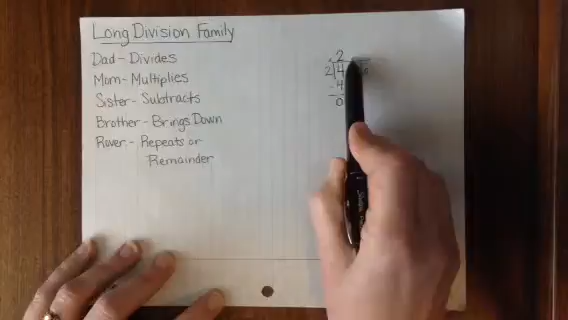 Long Division Family
Dad - Divides
Mom - Multiplies
Sister - Subtracts
Brother - Brings Down
Rover - Repeats or
Remainder
2
2 4
- 4
0